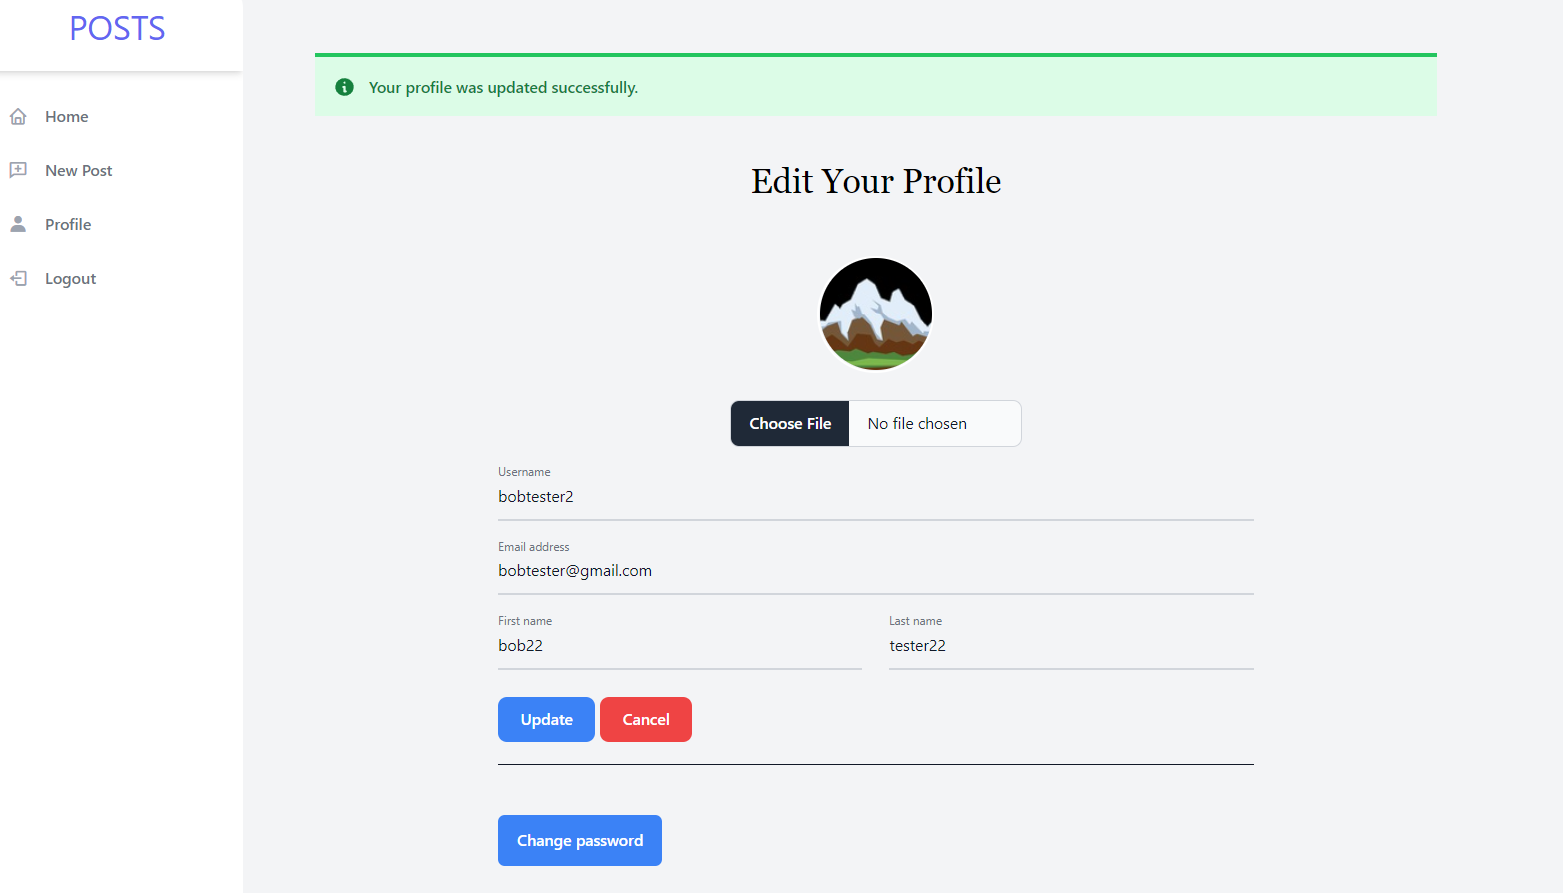 POSTS
Home
New Post
Profile
Logout
Your profile was updated successfully.
Edit Your Profile
Choose File No file chosen
Username
bobtester2
Email address
bobtester@gmail.com
First name
bob22
Last name
tester22
Update Cancel
Change password